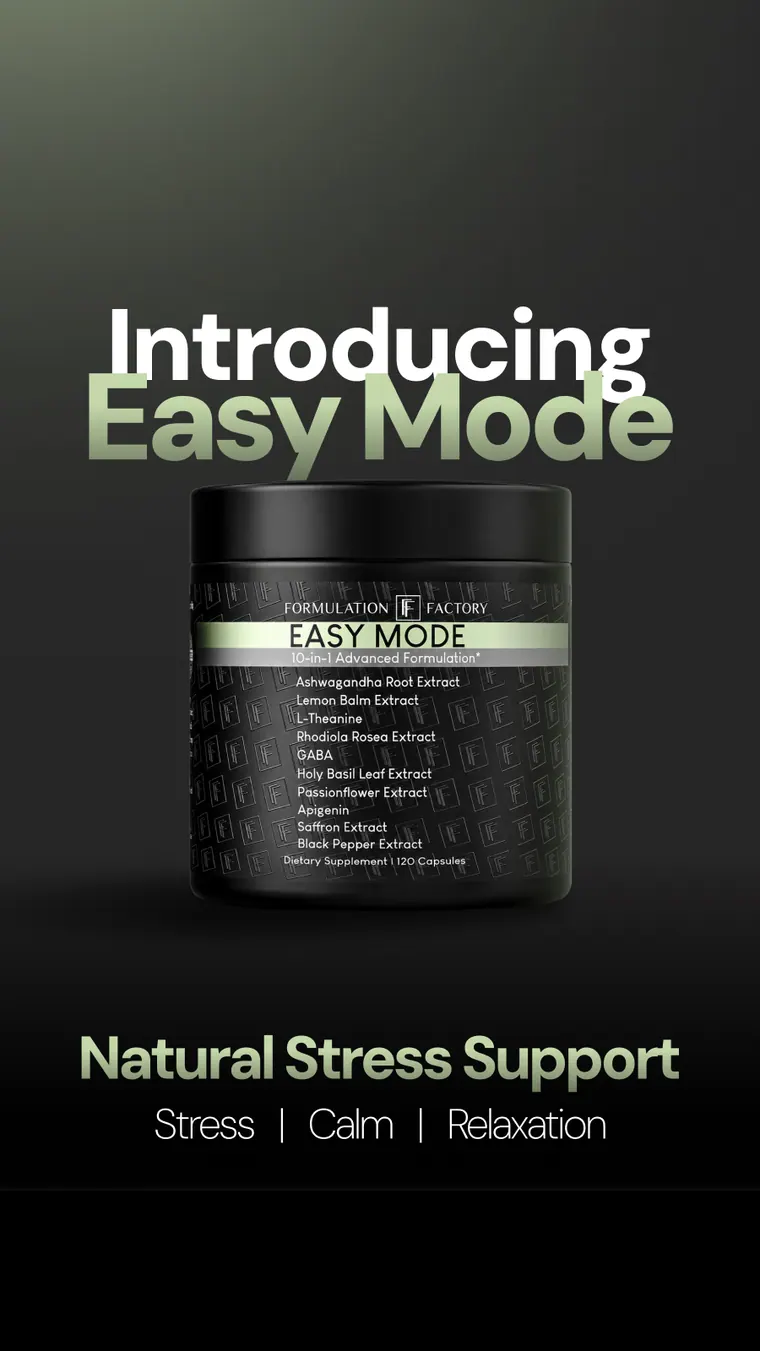 Introducing
Easy Mode
FORMULATION FF FACTORY
EASY MODE
10-in-1 Advanced Formulation*
Ashwagandha Root Extract
Lemon Balm Extract
L-Theanine
Rhodiola Rosea Extract
GABA
Holy Basil Leaf Extract
Passionflower Extract
Apigenin
Saffron Extract
Black Pepper Extract
Dietary Supplement | 120 Capsules
Natural Stress Support
Stress | Calm | Relaxation